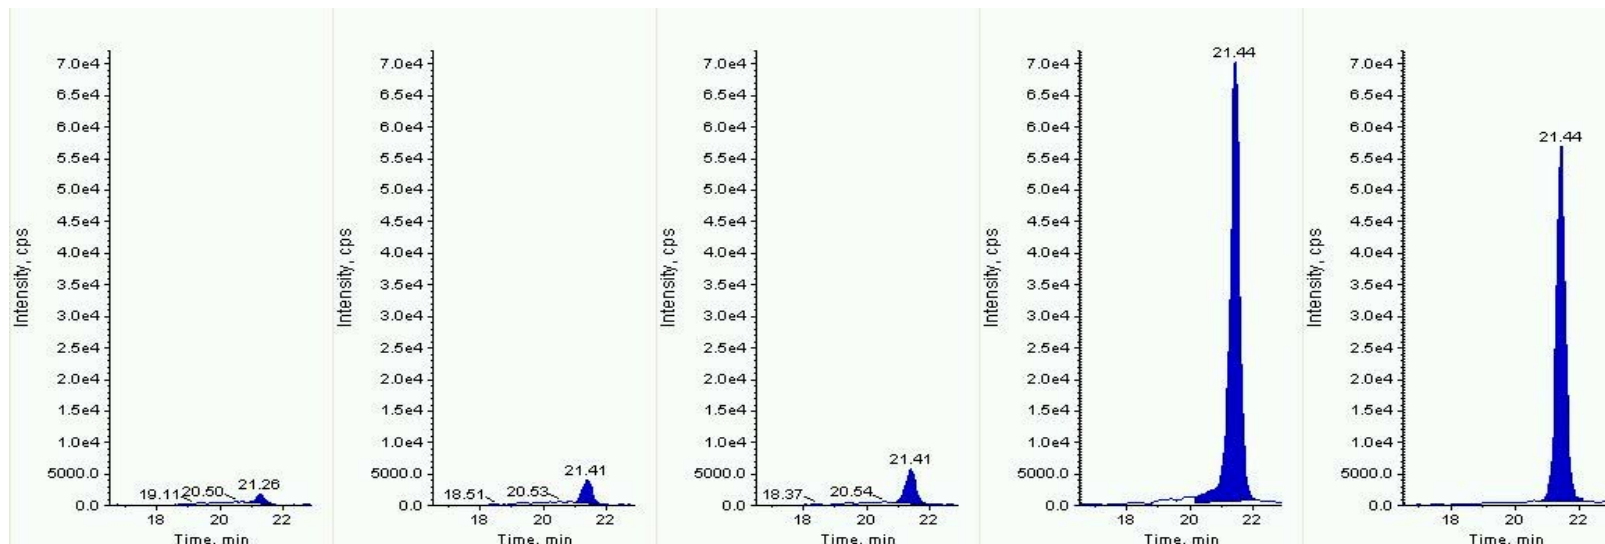 7.0e4
6.5e4
6.0e4
5.5e4
5.0e4
4.5e4
4.0e4
3.5e4
3.0e4
2.5e4
2.0e4
1.5e4
1.0e4
5000.0
0.0
Intensity, cps
19.11
20.50
21.26
18 20 22
Time, min
7.0e4
6.5e4
6.0e4
5.5e4
5.0e4
4.5e4
4.0e4
3.5e4
3.0e4
2.5e4
2.0e4
1.5e4
1.0e4
5000.0
0.0
Intensity, cps
21.41
18.51
20.53
18 20 22
Time, min
7.0e4
6.5e4
6.0e4
5.5e4
5.0e4
4.5e4
4.0e4
3.5e4
3.0e4
2.5e4
2.0e4
1.5e4
1.0e4
5000.0
0.0
Intensity, cps
21.41
18.37
20.54
18 20 22
Time, min
21.44
7.0e4
6.5e4
6.0e4
5.5e4
5.0e4
4.5e4
4.0e4
3.5e4
3.0e4
2.5e4
2.0e4
1.5e4
1.0e4
5000.0
0.0
Intensity, cps
18 20 22
Time, min
7.0e4
6.5e4
6.0e4
5.5e4
5.0e4
4.5e4
4.0e4
3.5e4
3.0e4
2.5e4
2.0e4
1.5e4
1.0e4
5000.0
0.0
Intensity, cps
21.44
18 20 22
Time, min